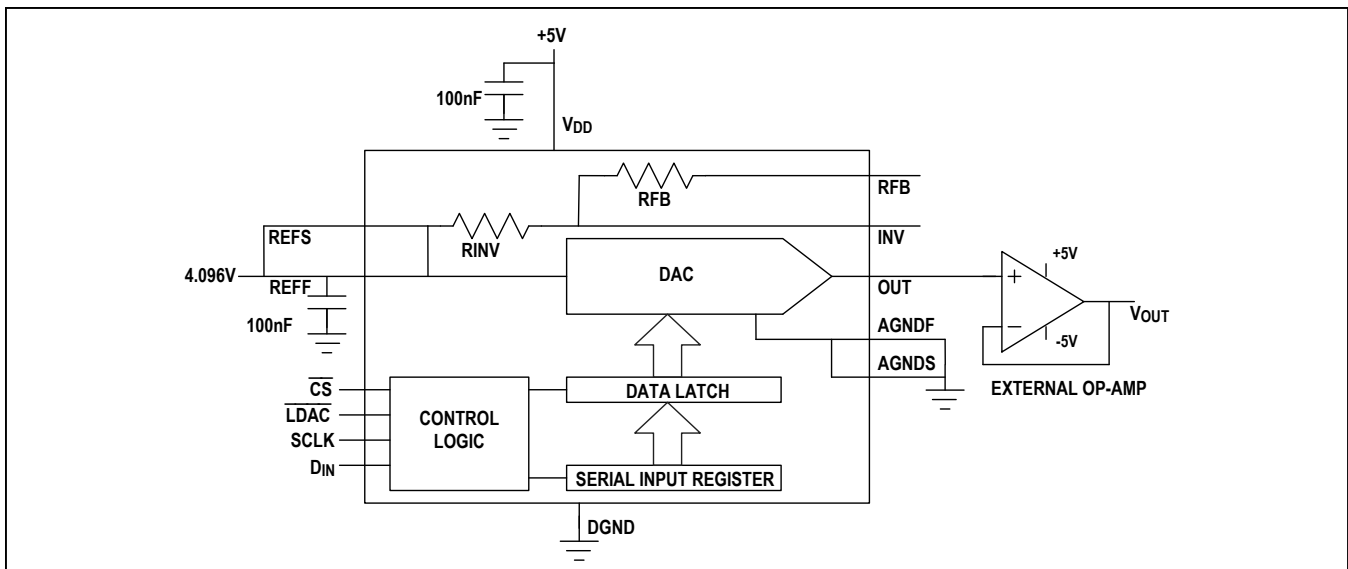 +5V
100nF
VDD
RFB
RFB
REFS
RINV
INV
4.096V
REFF
DAC
OUT
+5V
+
−
-5V
VOUT
100nF
AGNDF
AGNDS
EXTERNAL OP-AMP
CS
LDAC
SCLK
DIN
CONTROL
LOGIC
DATA LATCH
SERIAL INPUT REGISTER
DGND